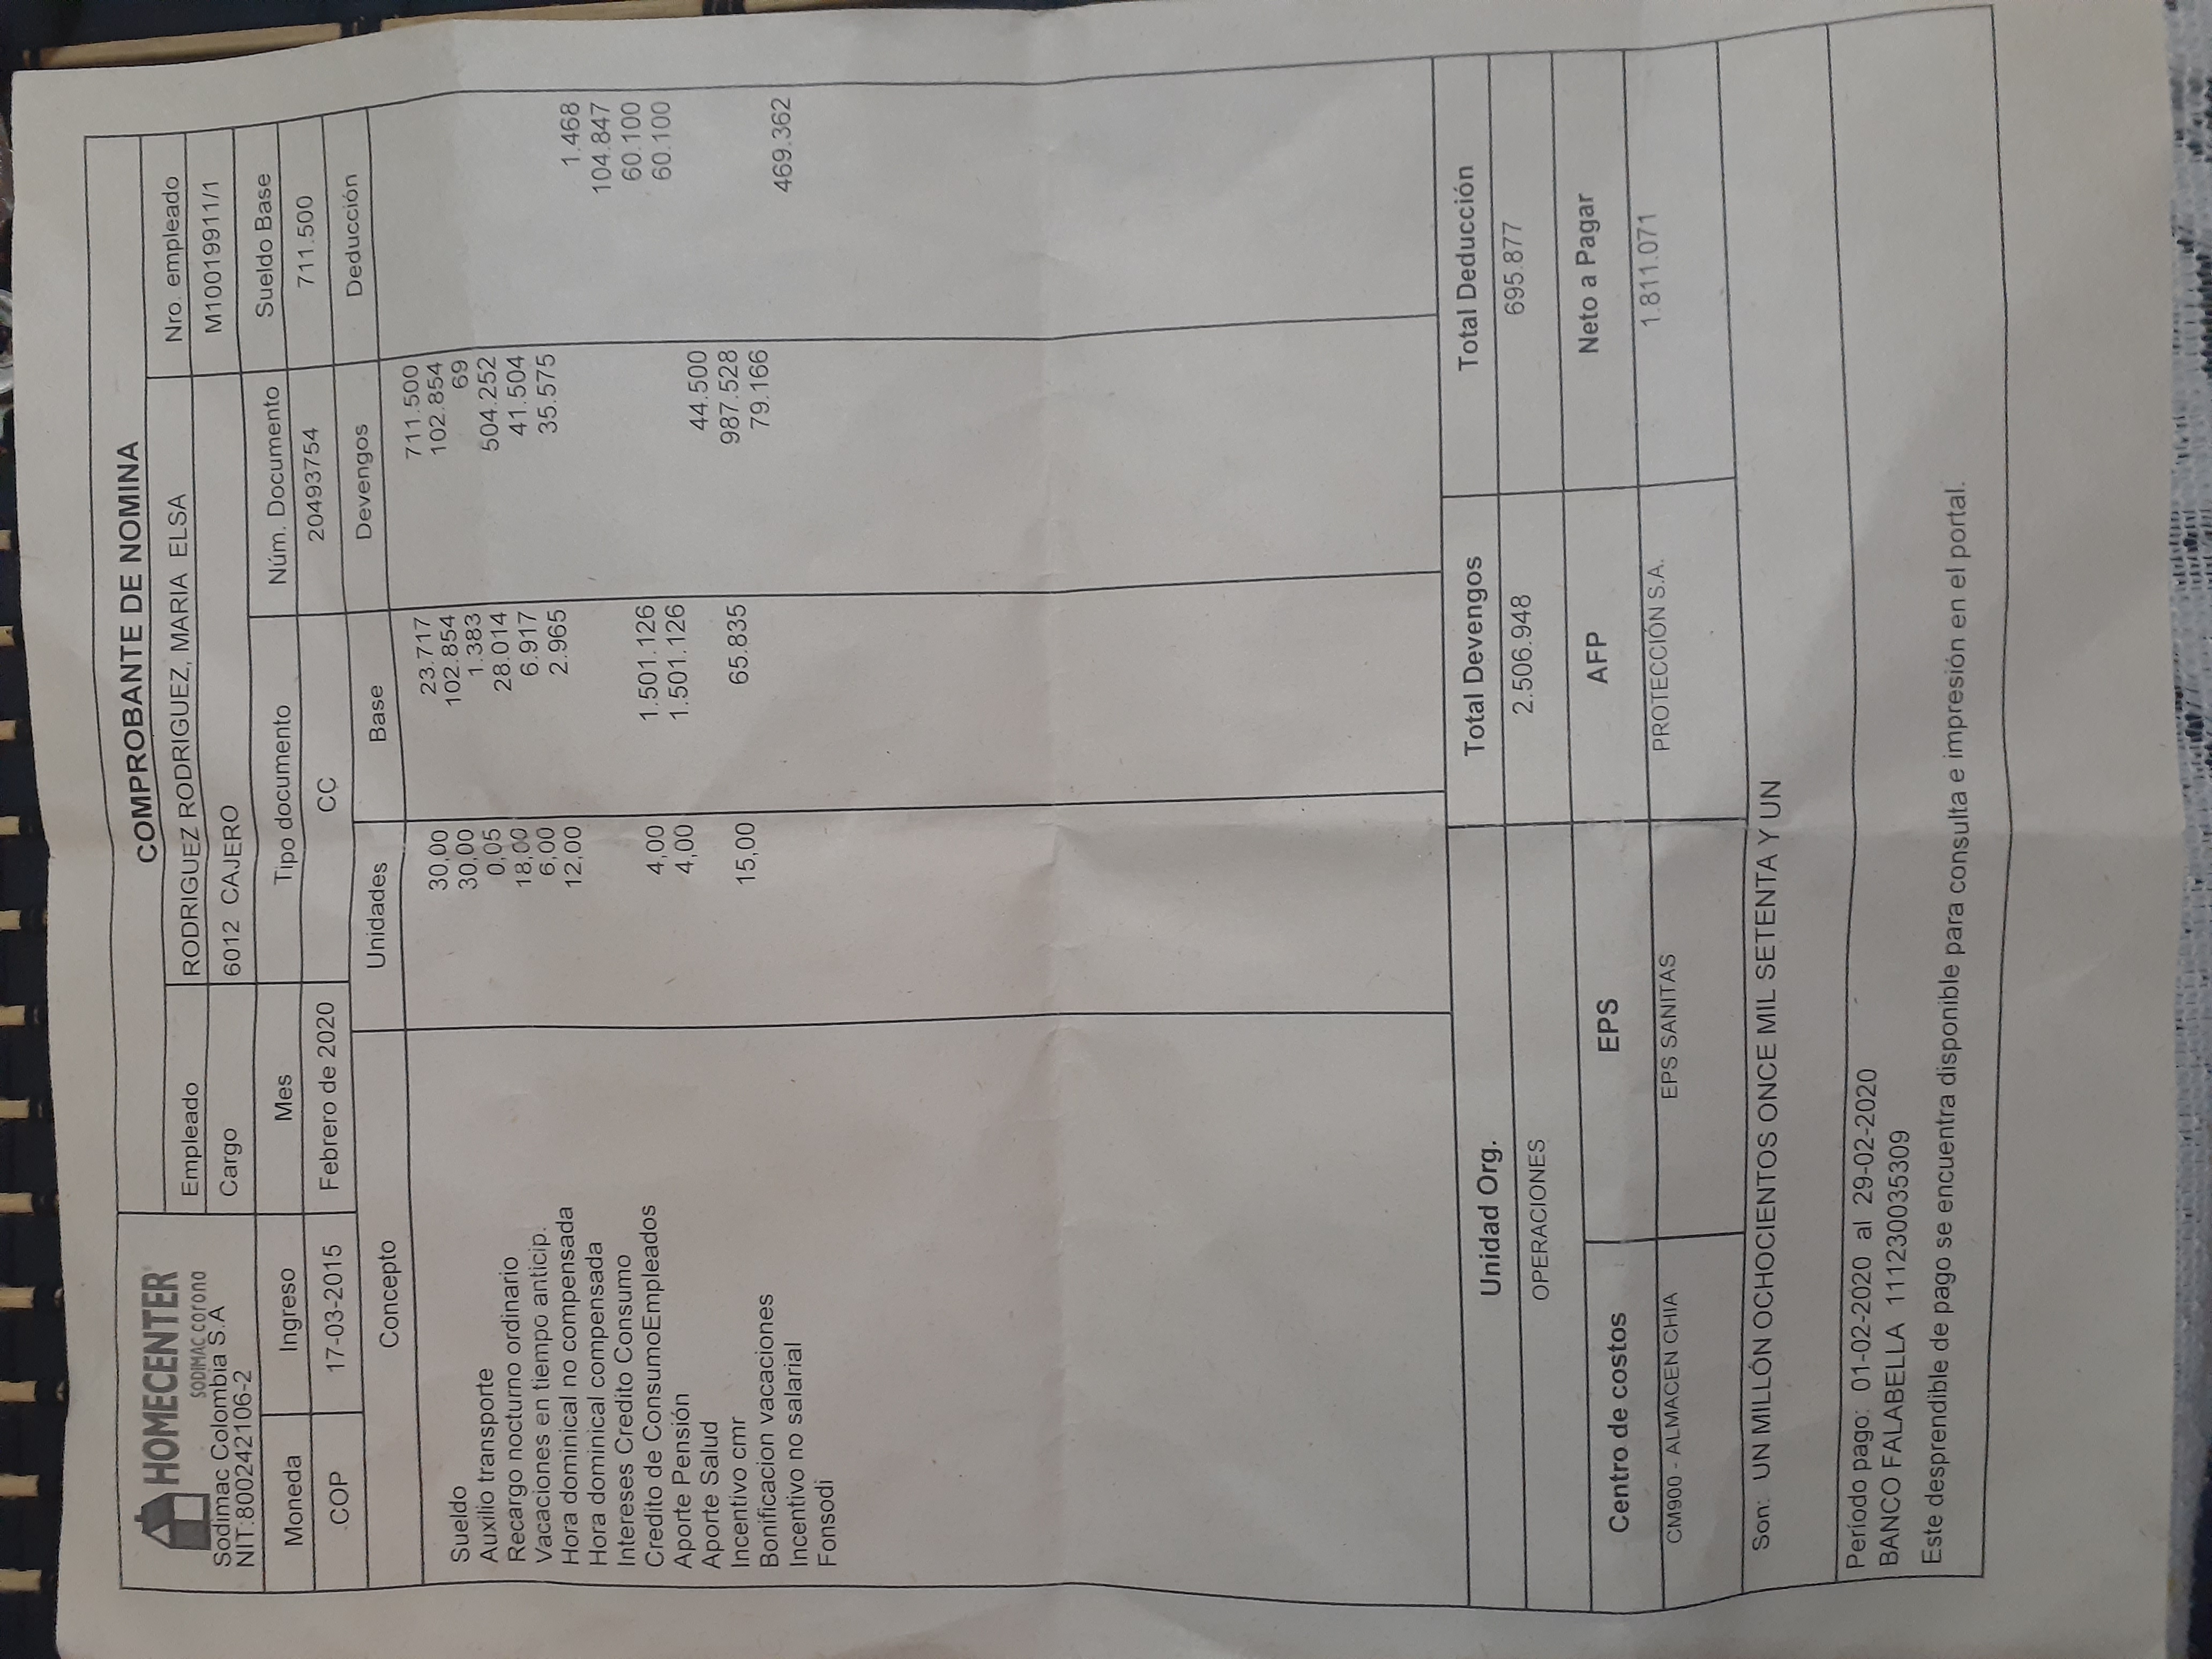 COMPROBANTE DE NOMINA
HOMECENTER
SODIMAC corona
Sodimac Colombia S.A
NIT:800242106-2
Empleado RODRIGUEZ RODRIGUEZ, MARIA ELSA Nro. empleado
Cargo 6012 CAJERO M10019911/1
Moneda Ingreso Mes Tipo documento Núm. Documento Sueldo Base
COP 17-03-2015 Febrero de 2020 CC 20493754 711.500
Concepto Unidades Base Devengos Deducción
Sueldo 30,00 23.717 711.500
Auxilio transporte 30,00 102.854 102.854
Recargo nocturno ordinario 0,05 1.383 69
Vacaciones en tiempo anticip. 18,00 28.014 504.252
Hora dominical no compensada 6,00 6.917 41.504
Hora dominical compensada 12,00 2.965 35.575
Intereses Credito Consumo 1.468
Credito de ConsumoEmpleados 104.847
Aporte Pensión 4,00 1.501.126 60.100
Aporte Salud 4,00 1.501.126 60.100
Incentivo cmr 44.500
Bonificacion vacaciones 15,00 65.835 987.528
Incentivo no salarial 79.166
Fonsodi 469.362
Unidad Org. Total Devengos Total Deducción
OPERACIONES 2.506.948 695.877
Centro de costos EPS AFP Neto a Pagar
CM900 - ALMACEN CHIA EPS SANITAS PROTECCIÓN S.A. 1.811.071
Son: UN MILLÓN OCHOCIENTOS ONCE MIL SETENTA Y UN
Período pago: 01-02-2020 al 29-02-2020
BANCO FALABELLA 111230035309
Este desprendible de pago se encuentra disponible para consulta e impresión en el portal.